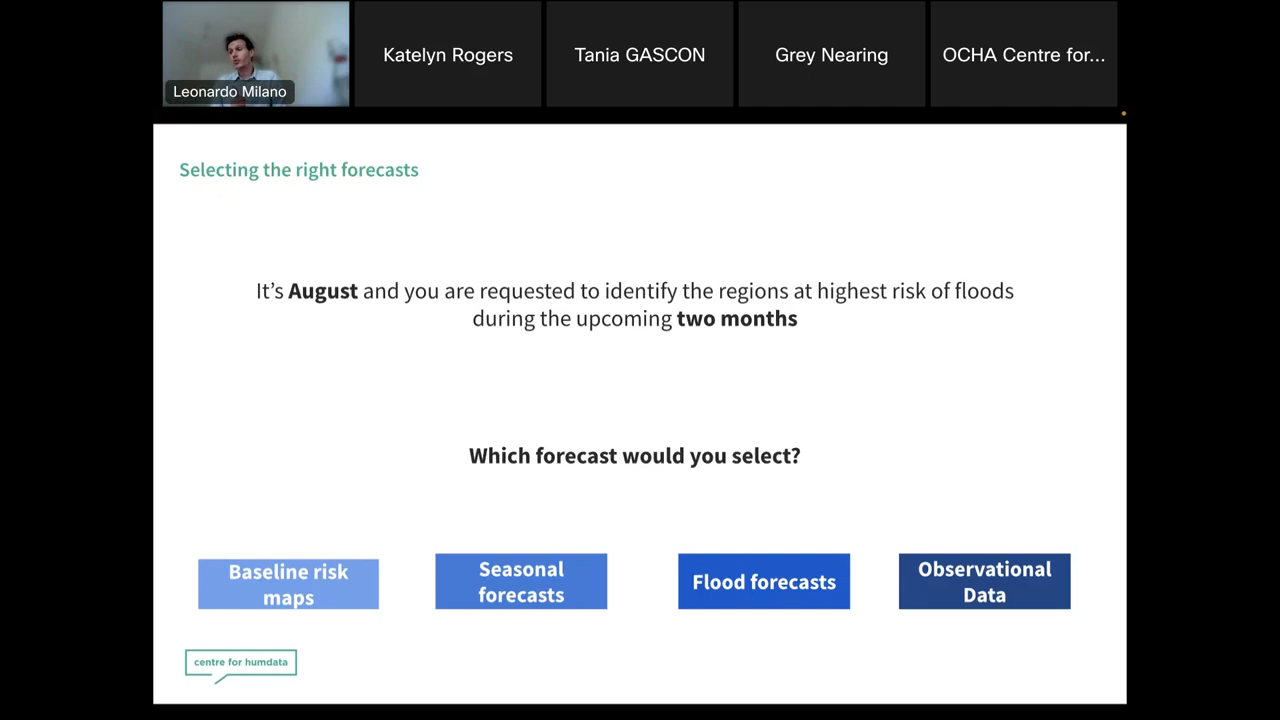 Leonardo Milano
Katelyn Rogers
Tania GASCON
Grey Nearing
OCHA Centre for...
Selecting the right forecasts
It's August and you are requested to identify the regions at highest risk of floods
during the upcoming two months
Which forecast would you select?
Baseline risk
maps
Seasonal
forecasts
Flood forecasts
Observational
Data
centre for humdata